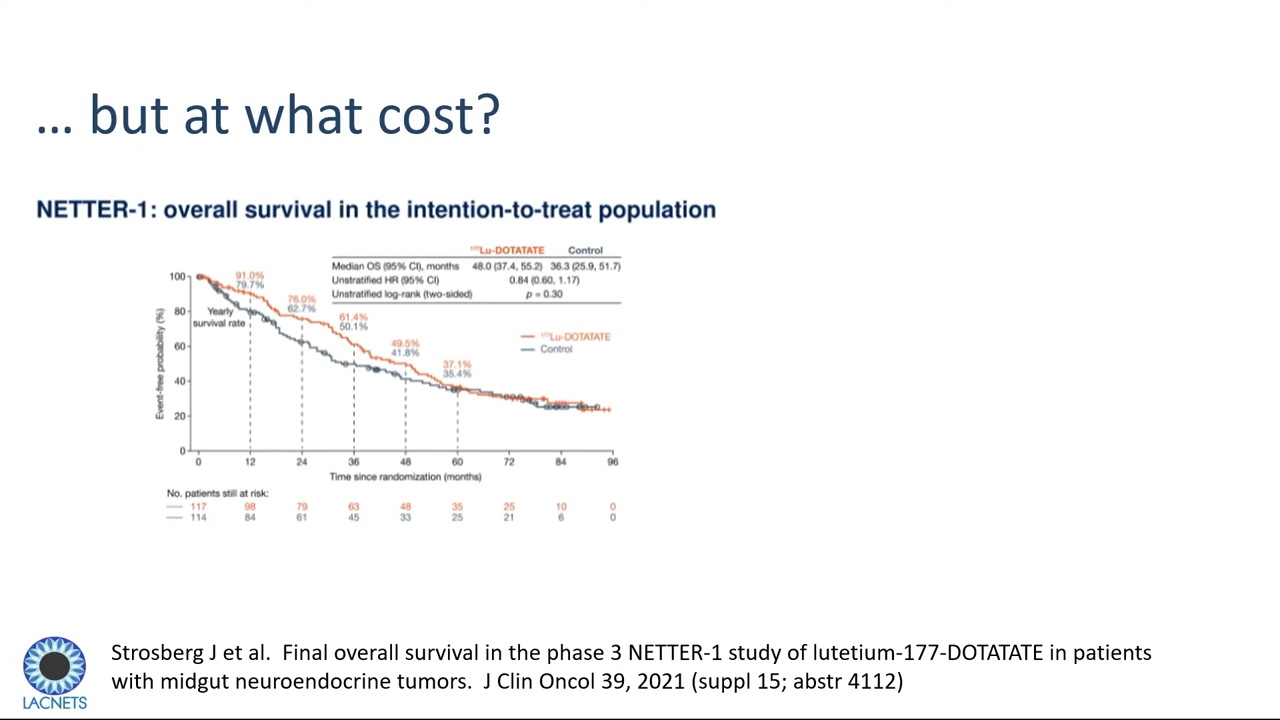 ... but at what cost?
NETTER-1: overall survival in the intention-to-treat population
¹⁷⁷Lu-DOTATATE Control
Median OS (95% CI), months 48.0 (37.4, 55.2) 36.3 (25.9, 51.7)
Unstratified HR (95% CI) 0.84 (0.60, 1.17)
Unstratified log-rank (two-sided) p = 0.30
Event-free probability (%)
100
80
60
40
20
0
Yearly
survival rate
91.0%
79.7%
76.0%
62.7%
61.4%
50.1%
49.5%
41.8%
37.1%
35.4%
¹⁷⁷Lu-DOTATATE
Control
0 12 24 36 48 60 72 84 96
Time since randomization (months)
No. patients still at risk:
117 98 79 63 48 35 25 10 0
114 84 61 45 33 25 21 6 0
Strosberg J et al. Final overall survival in the phase 3 NETTER-1 study of lutetium-177-DOTATATE in patients
with midgut neuroendocrine tumors. J Clin Oncol 39, 2021 (suppl 15; abstr 4112)
LACNETS